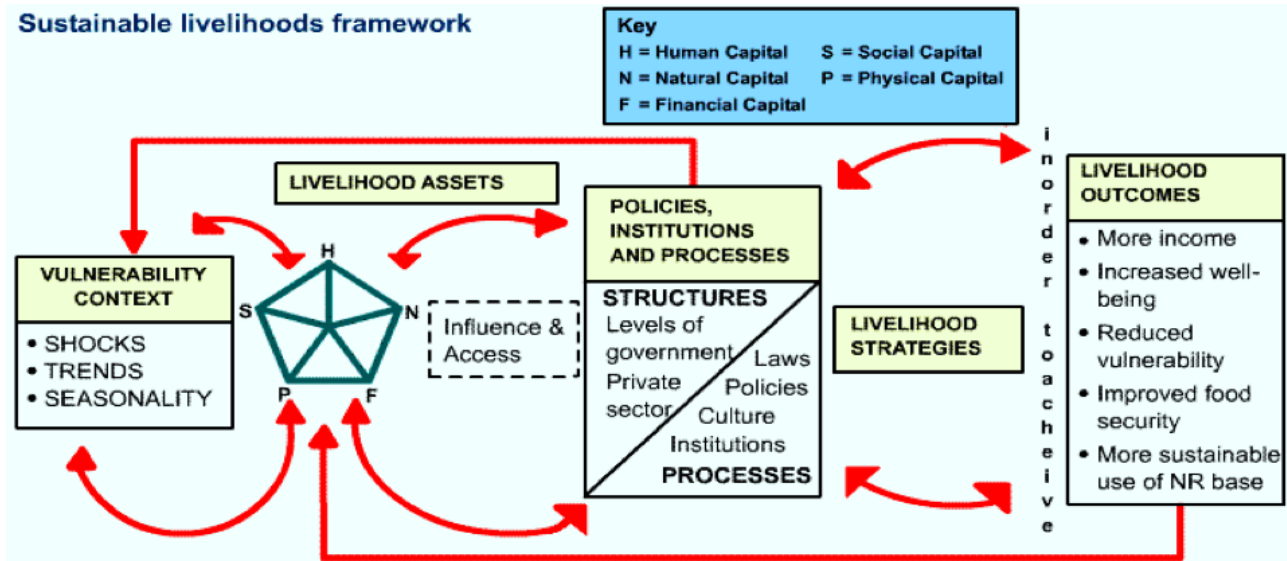 Sustainable livelihoods framework
Key
H = Human Capital S = Social Capital
N = Natural Capital P = Physical Capital
F = Financial Capital
LIVELIHOOD ASSETS
VULNERABILITY
CONTEXT
• SHOCKS
• TRENDS
• SEASONALITY
H
S
N
P
F
Influence &
Access
POLICIES,
INSTITUTIONS
AND PROCESSES
STRUCTURES
Levels of
government
Private
sector
Laws
Policies
Culture
Institutions
PROCESSES
LIVELIHOOD
STRATEGIES
inorder toacheive
LIVELIHOOD
OUTCOMES
• More income
• Increased well-
being
• Reduced
vulnerability
• Improved food
security
• More sustainable
use of NR base